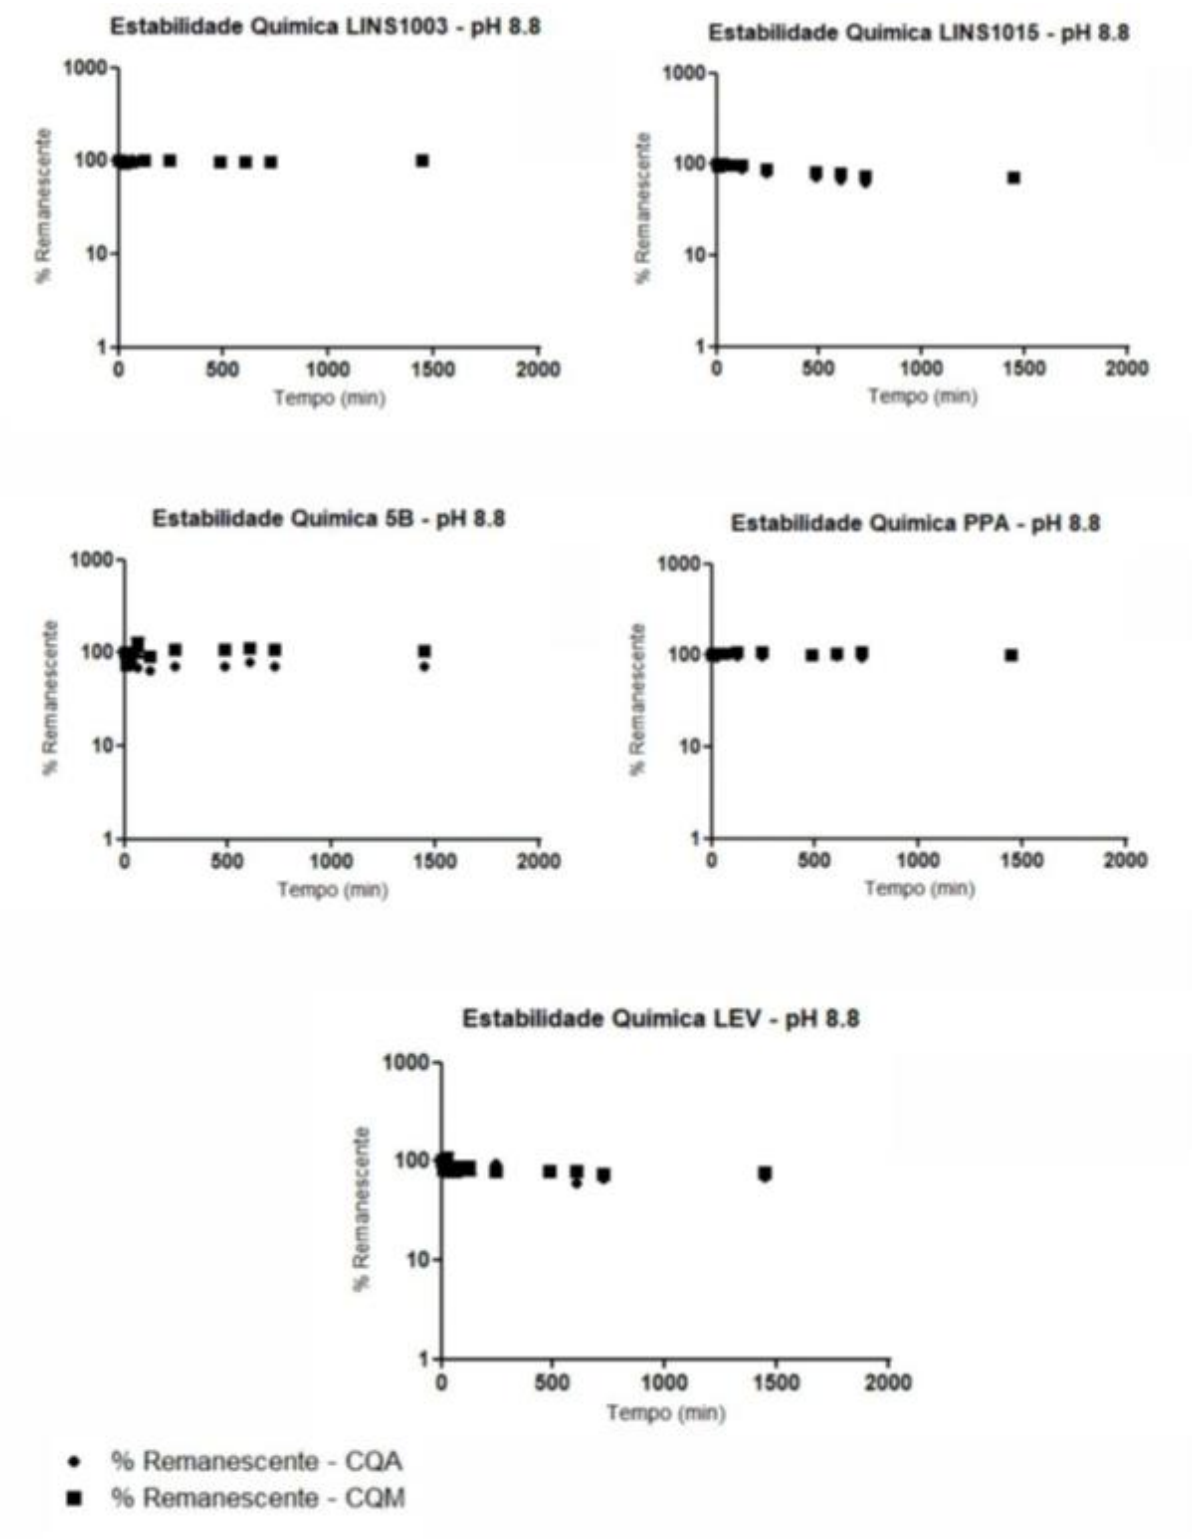 Estabilidade Quimica LINS1003 - pH 8.8
1000
100
10
1
% Remanescente
0 500 1000 1500 2000
Tempo (min)
Estabilidade Quimica LINS1015 - pH 8.8
1000
100
10
1
% Remanescente
0 500 1000 1500 2000
Tempo (min)
Estabilidade Quimica 5B - pH 8.8
1000
100
10
1
% Remanescente
0 500 1000 1500 2000
Tempo (min)
Estabilidade Quimica PPA - pH 8.8
1000
100
10
1
% Remanescente
0 500 1000 1500 2000
Tempo (min)
Estabilidade Quimica LEV - pH 8.8
1000
100
10
1
% Remanescente
0 500 1000 1500 2000
Tempo (min)
% Remanescente - CQA
% Remanescente - CQM